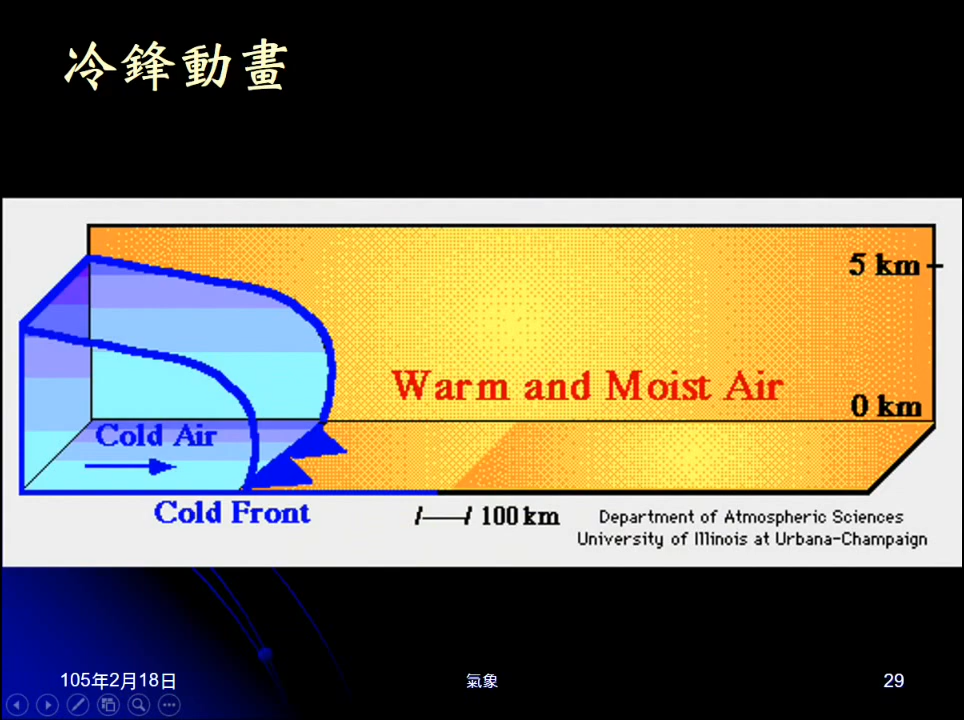 冷鋒動畫
5 km
Warm and Moist Air
0 km
Cold Air
Cold Front
100 km
Department of Atmospheric Sciences
University of Illinois at Urbana-Champaign
105年2月18日
氣象
29